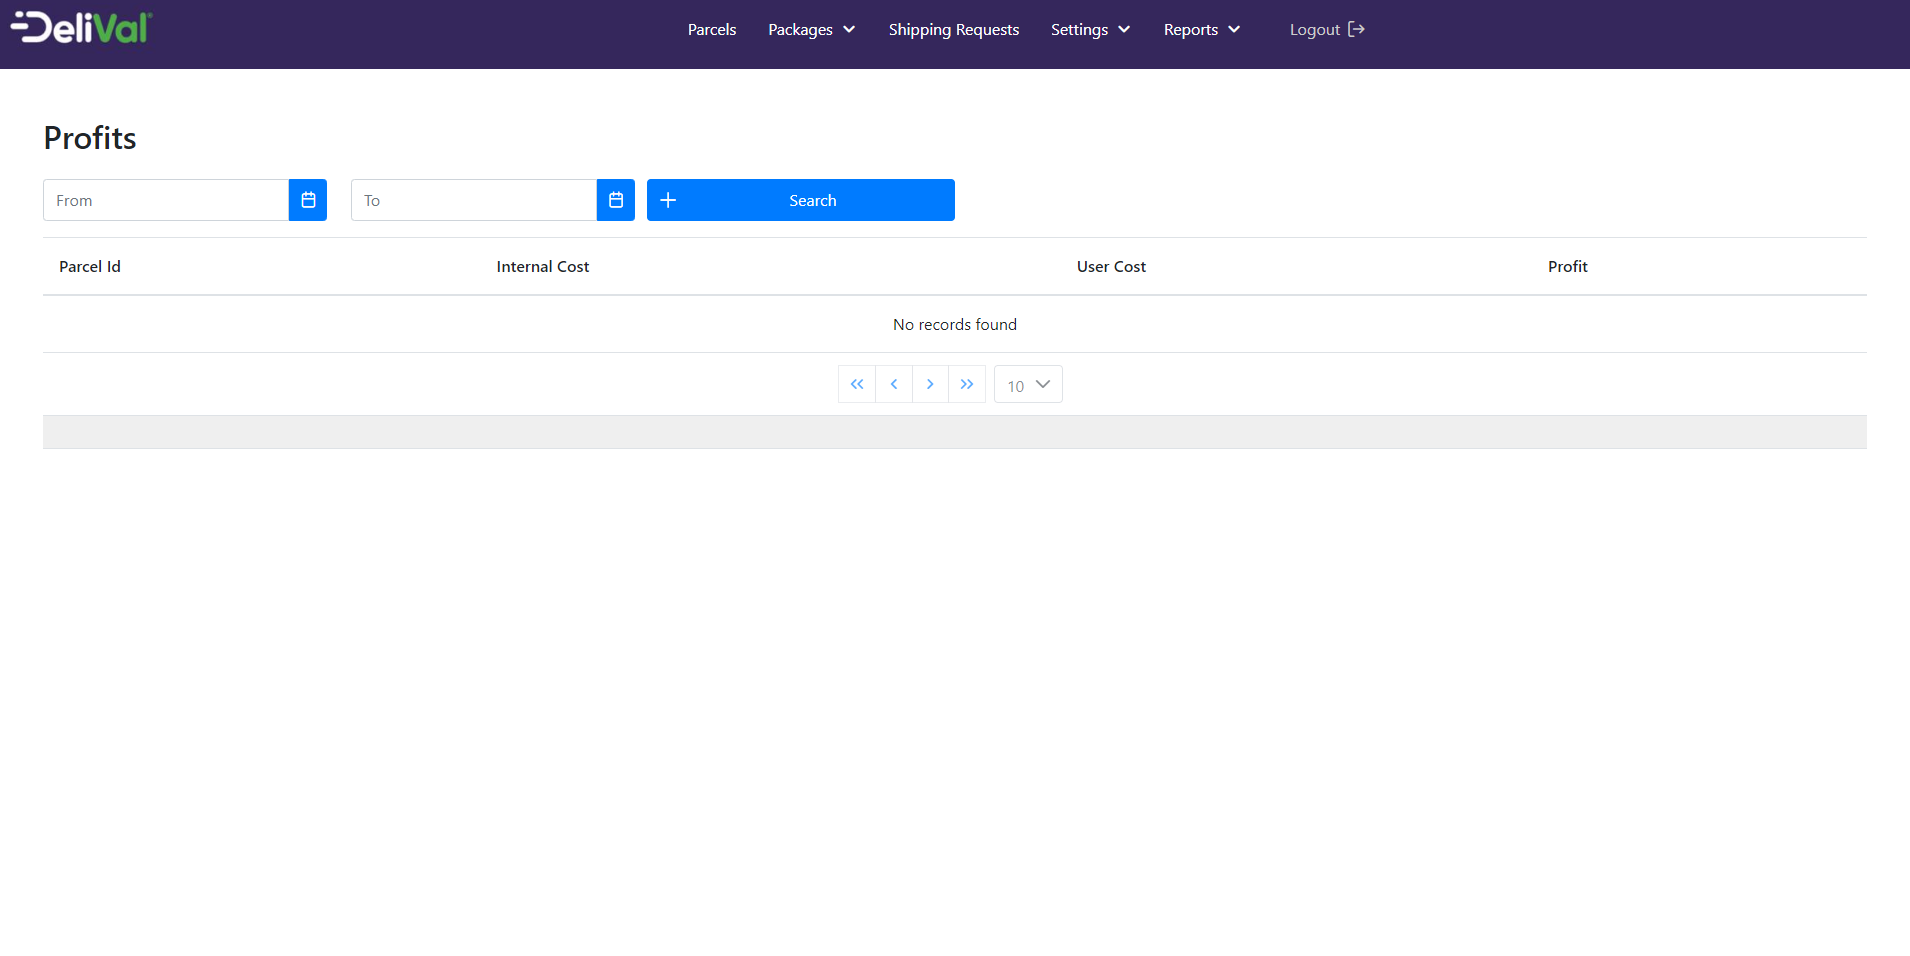 DeliVal
Parcels Packages Shipping Requests Settings Reports Logout
Profits
From To Search
Parcel Id Internal Cost User Cost Profit
No records found
10